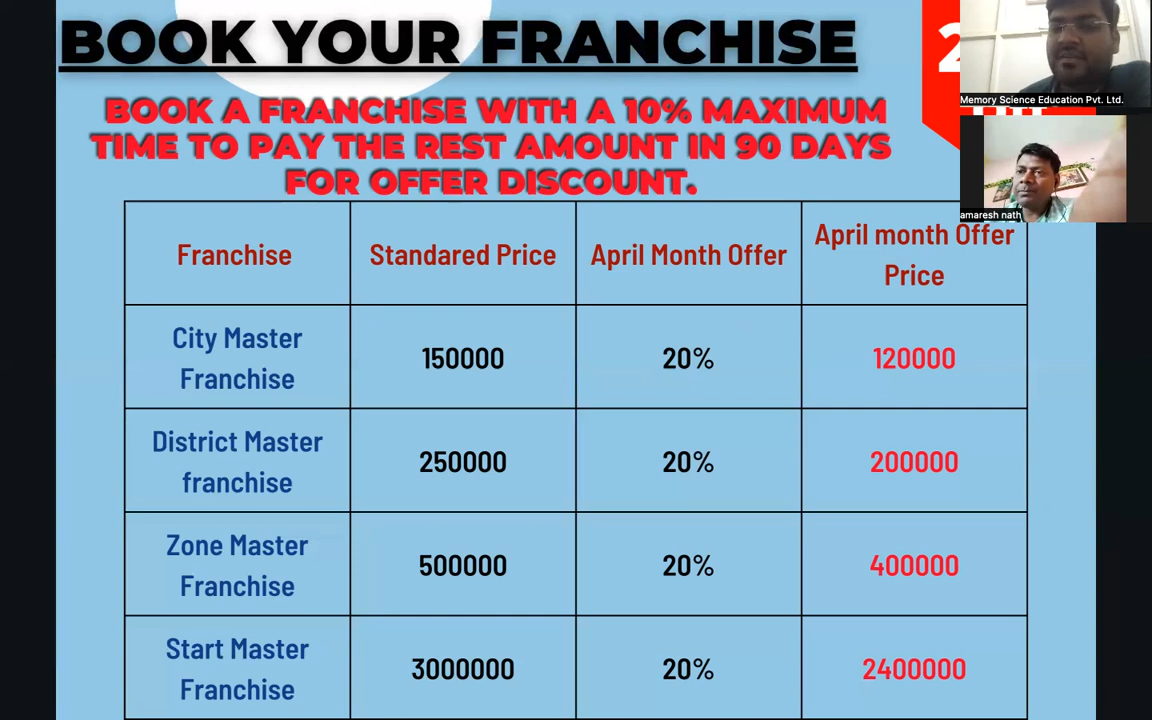 BOOK YOUR FRANCHISE
BOOK A FRANCHISE WITH A 10% MAXIMUM
TIME TO PAY THE REST AMOUNT IN 90 DAYS
FOR OFFER DISCOUNT.
Memory Science Education Pvt. Ltd.
amaresh nath
Franchise
Standared Price
April Month Offer
April month Offer
Price
City Master
Franchise
150000
20%
120000
District Master
franchise
250000
20%
200000
Zone Master
Franchise
500000
20%
400000
Start Master
Franchise
3000000
20%
2400000